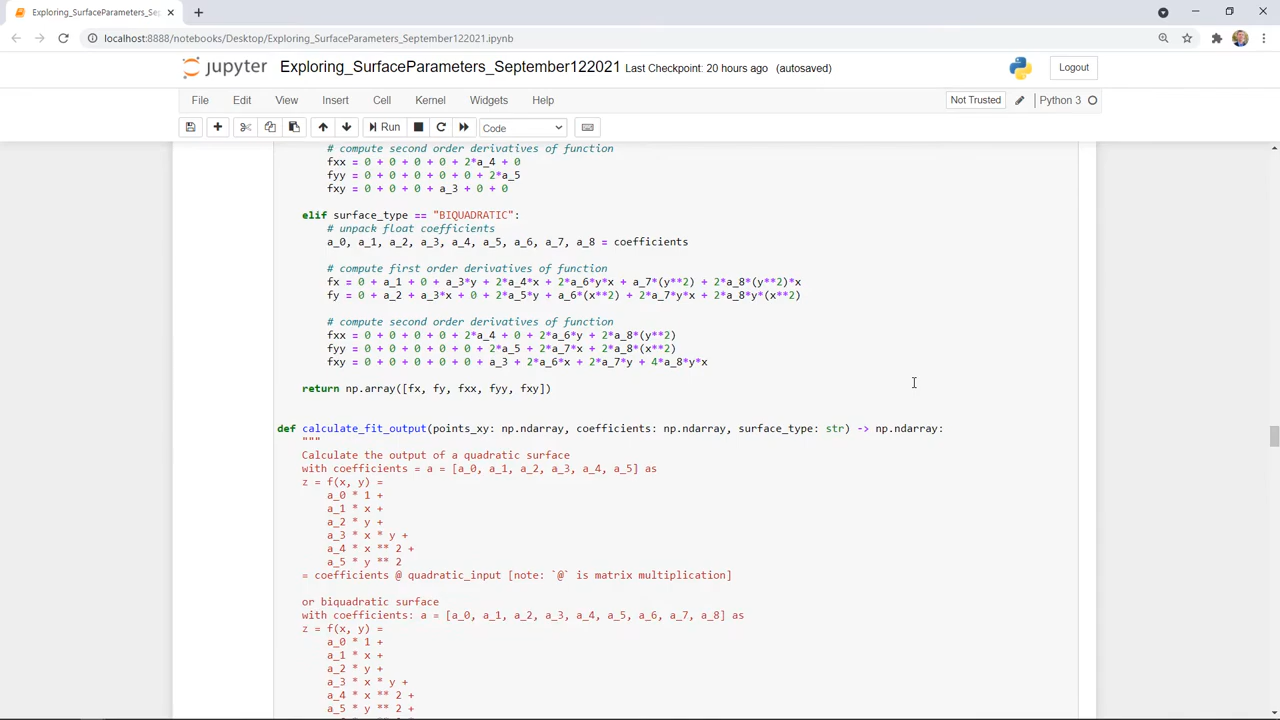 Exploring_SurfaceParameters_Se
localhost:8888/notebooks/Desktop/Exploring_SurfaceParameters_September122021.ipynb
jupyter Exploring_SurfaceParameters_September122021 Last Checkpoint: 20 hours ago (autosaved)
Logout
File Edit View Insert Cell Kernel Widgets Help
Not Trusted Python 3
Run Code
# compute second order derivatives of function
fxx = 0 + 0 + 0 + 0 + 2*a_4 + 0
fyy = 0 + 0 + 0 + 0 + 0 + 2*a_5
fxy = 0 + 0 + 0 + a_3 + 0 + 0
elif surface_type == "BIQUADRATIC":
# unpack float coefficients
a_0, a_1, a_2, a_3, a_4, a_5, a_6, a_7, a_8 = coefficients
# compute first order derivatives of function
fx = 0 + a_1 + 0 + a_3*y + 2*a_4*x + 2*a_6*y*x + a_7*(y**2) + 2*a_8*(y**2)*x
fy = 0 + a_2 + a_3*x + 0 + 2*a_5*y + a_6*(x**2) + 2*a_7*y*x + 2*a_8*y*(x**2)
# compute second order derivatives of function
fxx = 0 + 0 + 0 + 0 + 2*a_4 + 0 + 2*a_6*y + 2*a_8*(y**2)
fyy = 0 + 0 + 0 + 0 + 0 + 2*a_5 + 2*a_7*x + 2*a_8*(x**2)
fxy = 0 + 0 + 0 + 0 + 0 + a_3 + 2*a_6*x + 2*a_7*y + 4*a_8*y*x
return np.array([fx, fy, fxx, fyy, fxy])
def calculate_fit_output(points_xy: np.ndarray, coefficients: np.ndarray, surface_type: str) -> np.ndarray:
"""
Calculate the output of a quadratic surface
with coefficients = a = [a_0, a_1, a_2, a_3, a_4, a_5] as
z = f(x, y) =
a_0 * 1 +
a_1 * x +
a_2 * y +
a_3 * x * y +
a_4 * x ** 2 +
a_5 * y ** 2
= coefficients @ quadratic_input [note: `@` is matrix multiplication]
or biquadratic surface
with coefficients: a = [a_0, a_1, a_2, a_3, a_4, a_5, a_6, a_7, a_8] as
z = f(x, y) =
a_0 * 1 +
a_1 * x +
a_2 * y +
a_3 * x * y +
a_4 * x ** 2 +
a_5 * y ** 2 +